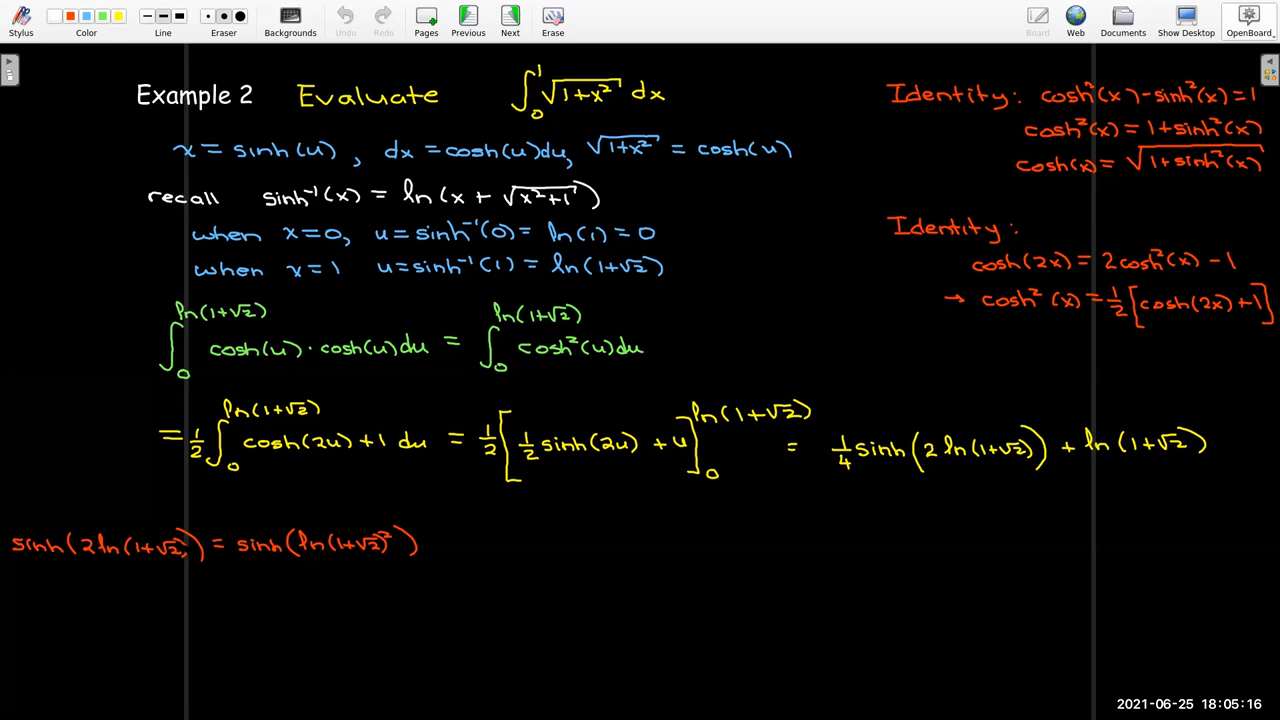 Stylus Color Line Eraser Backgrounds Undo Redo Pages Previous Next Erase Board Web Documents Show Desktop OpenBoard
Example 2 Evaluate ∫₀¹ √(1+x²) dx
x = sinh(u), dx = cosh(u)du, √(1+x²) = cosh(u)
recall sinh⁻¹(x) = ln(x + √(x²+1))
when x=0, u = sinh⁻¹(0) = ln(1) = 0
when x=1 u = sinh⁻¹(1) = ln(1+√2)
∫₀^{ln(1+√2)} cosh(u)·cosh(u)du = ∫₀^{ln(1+√2)} cosh²(u)du
= ½ ∫₀^{ln(1+√2)} cosh(2u)+1 du = ½ [½ sinh(2u) + u]₀^{ln(1+√2)} = ¼ sinh(2 ln(1+√2)) + ln(1+√2)
sinh(2ln(1+√2)) = sinh(ln(1+√2)²)
Identity: cosh²(x)-sinh²(x)=1
cosh²(x) = 1+sinh²(x)
cosh(x) = √(1+sinh²(x))
Identity:
cosh(2x) = 2cosh²(x) - 1
→ cosh²(x) = ½[cosh(2x)+1]
2021-06-25 18:05:16